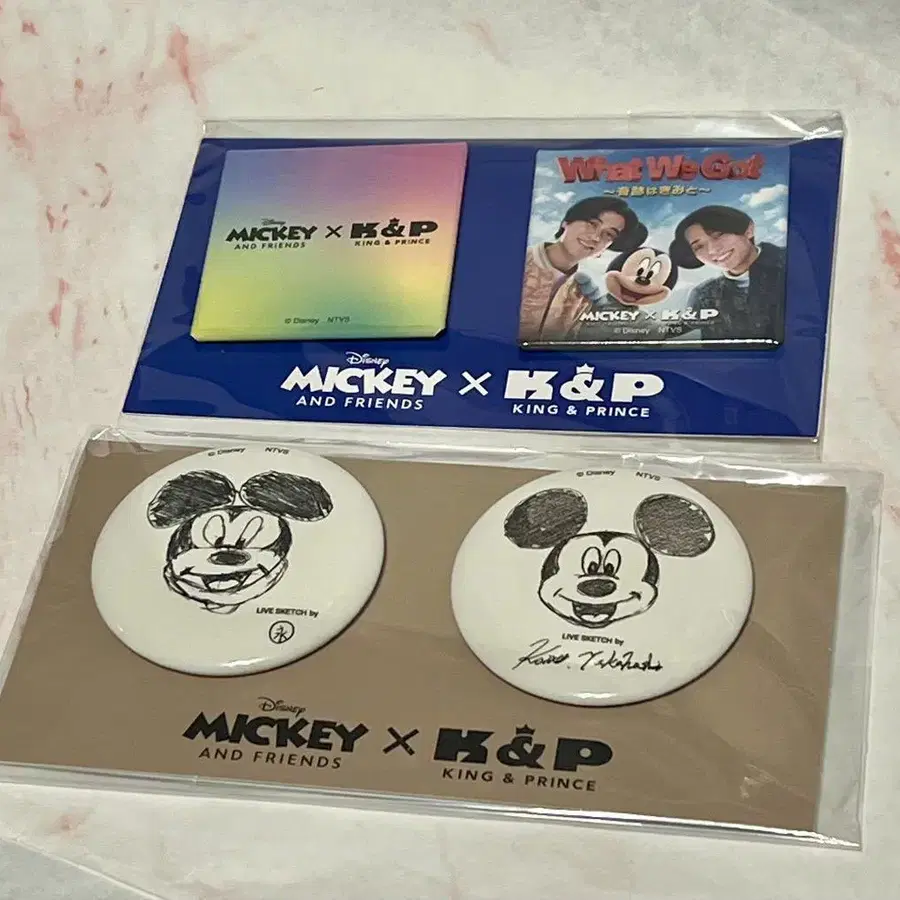 Disney
MICKEY × K&P
AND FRIENDS KING & PRINCE
© Disney NTVS
What We Got
～奇跡はきみと～
MICKEY × K&P
© Disney NTVS
Disney
MICKEY × K&P
AND FRIENDS KING & PRINCE
© Disney NTVS
LIVE SKETCH by
永
© Disney NTVS
LIVE SKETCH by
Disney
MICKEY × K&P
AND FRIENDS KING & PRINCE